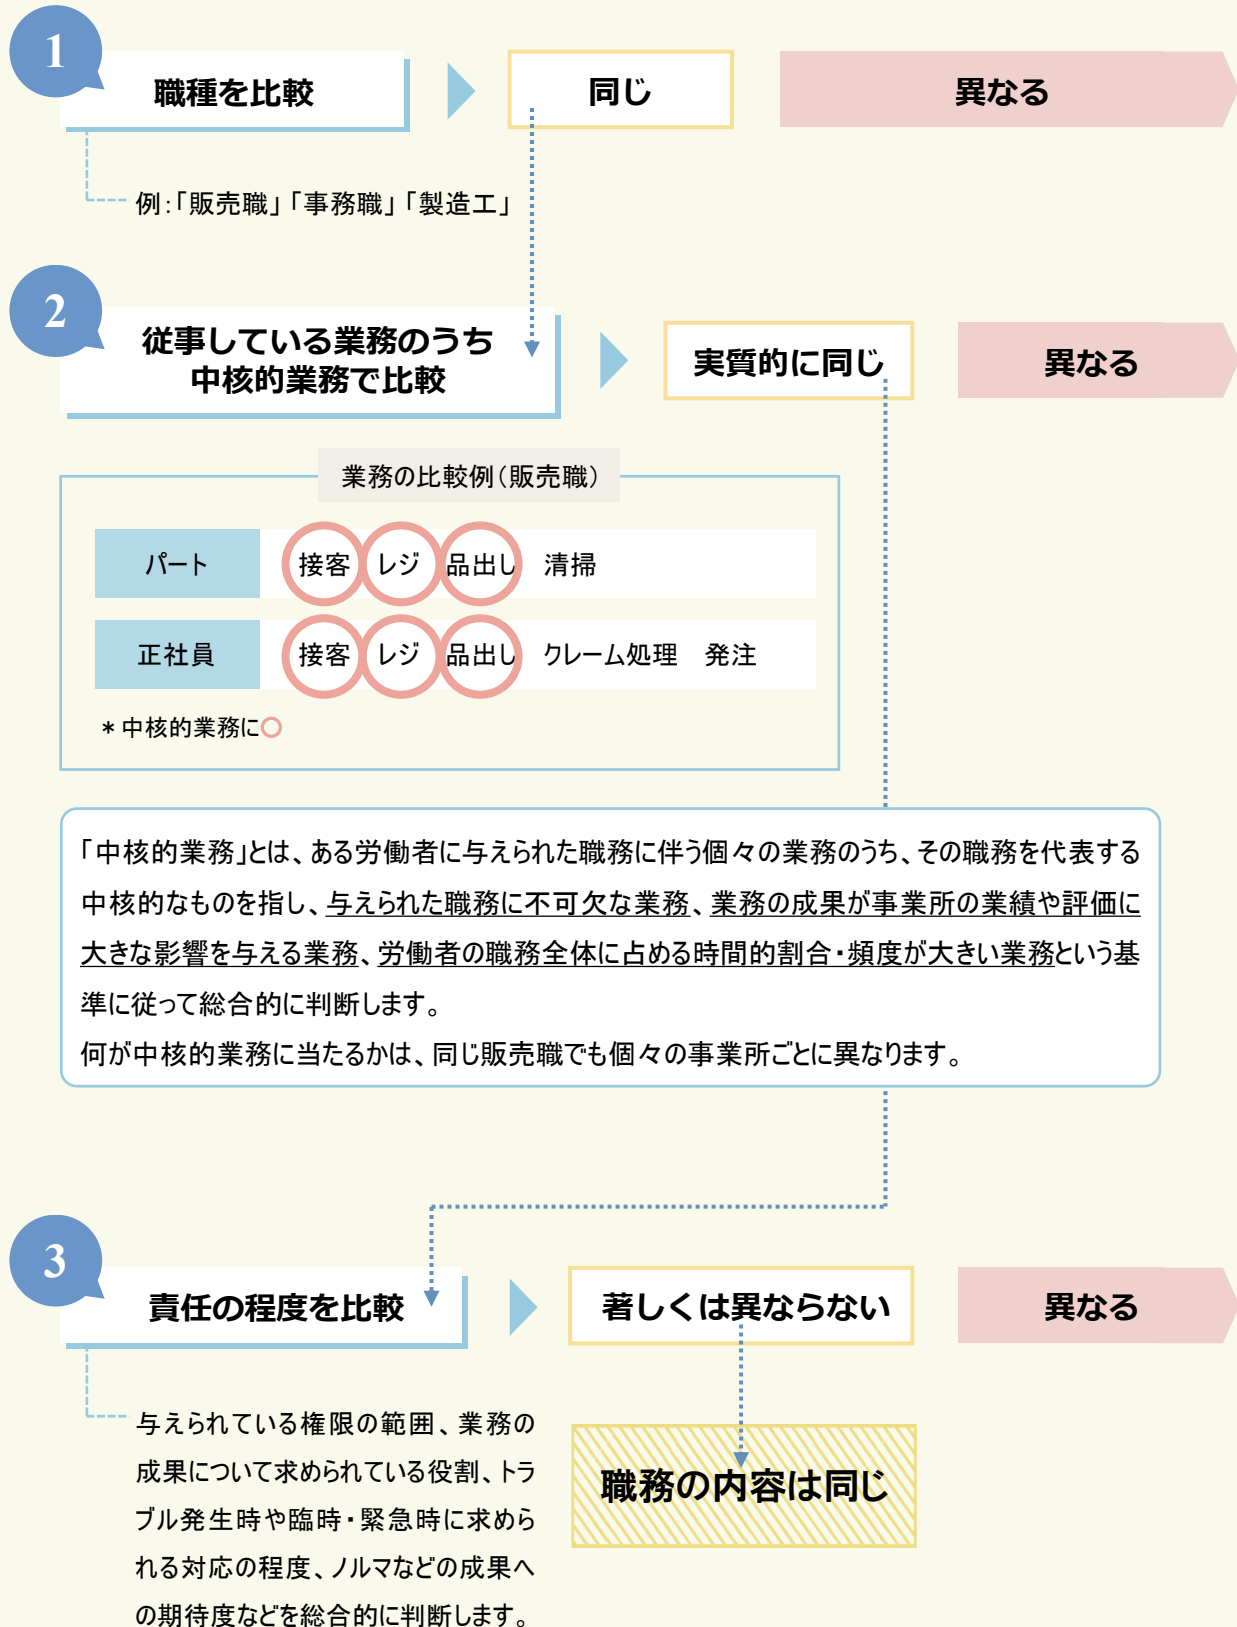 1
職種を比較
同じ
異なる
例:「販売職」「事務職」「製造工」
2
従事している業務のうち
中核的業務で比較
実質的に同じ
異なる
業務の比較例(販売職)
パート 接客 レジ 品出し 清掃
正社員 接客 レジ 品出し クレーム処理 発注
*中核的業務に○
「中核的業務」とは、ある労働者に与えられた職務に伴う個々の業務のうち、その職務を代表する
中核的なものを指し、与えられた職務に不可欠な業務、業務の成果が事業所の業績や評価に
大きな影響を与える業務、労働者の職務全体に占める時間的割合・頻度が大きい業務という基
準に従って総合的に判断します。
何が中核的業務に当たるかは、同じ販売職でも個々の事業所ごとに異なります。
3
責任の程度を比較
著しくは異ならない
異なる
与えられている権限の範囲、業務の
成果について求められている役割、トラ
ブル発生時や臨時・緊急時に求めら
れる対応の程度、ノルマなどの成果へ
の期待度などを総合的に判断します。
職務の内容は同じ